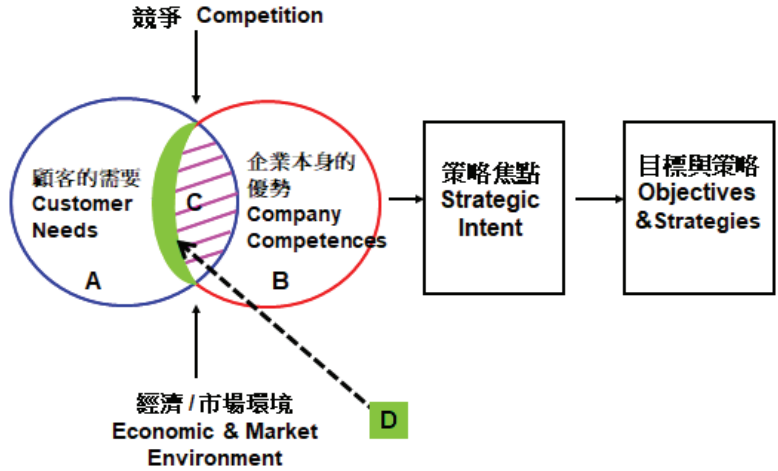 競爭 Competition
顧客的需要
Customer
Needs
A
C
企業本身的
優勢
Company
Competences
B
策略焦點
Strategic
Intent
目標與策略
Objectives
&Strategies
D
經濟 / 市場環境
Economic & Market
Environment